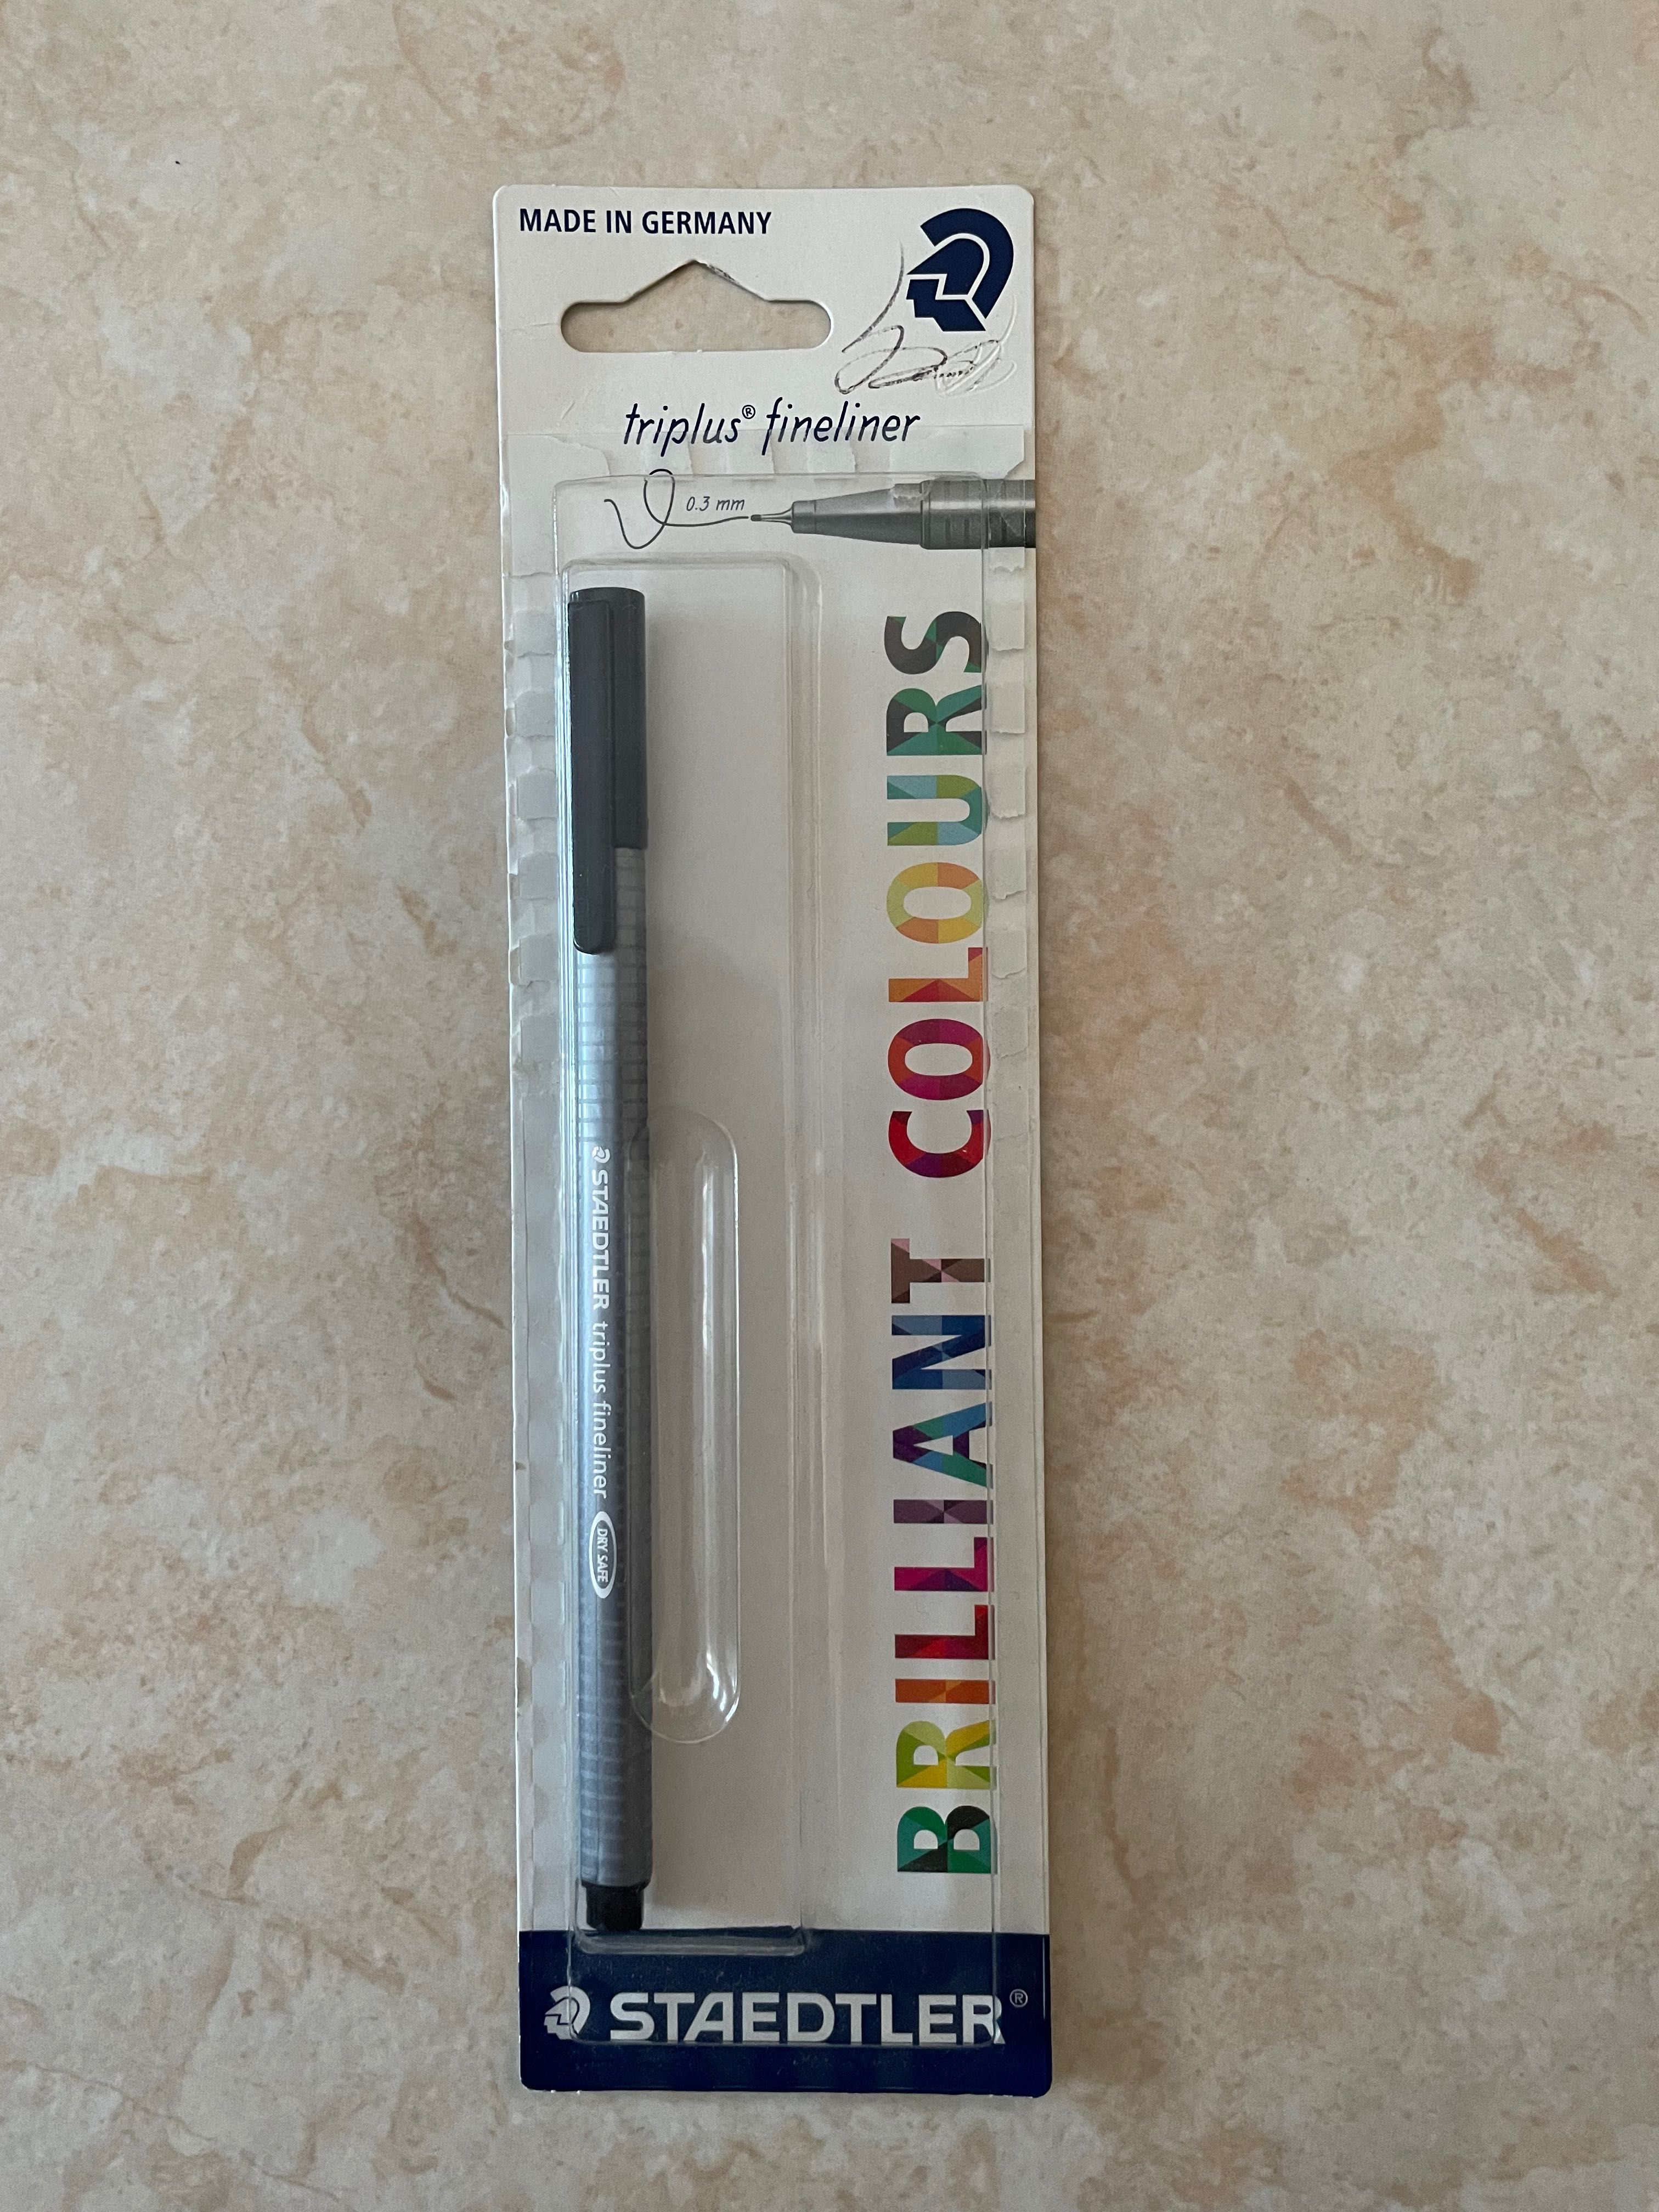 MADE IN GERMANY
triplus® fineliner
0.3 mm
BRILLIANT COLOURS
STAEDTLER triplus fineliner DRY SAFE
STAEDTLER®